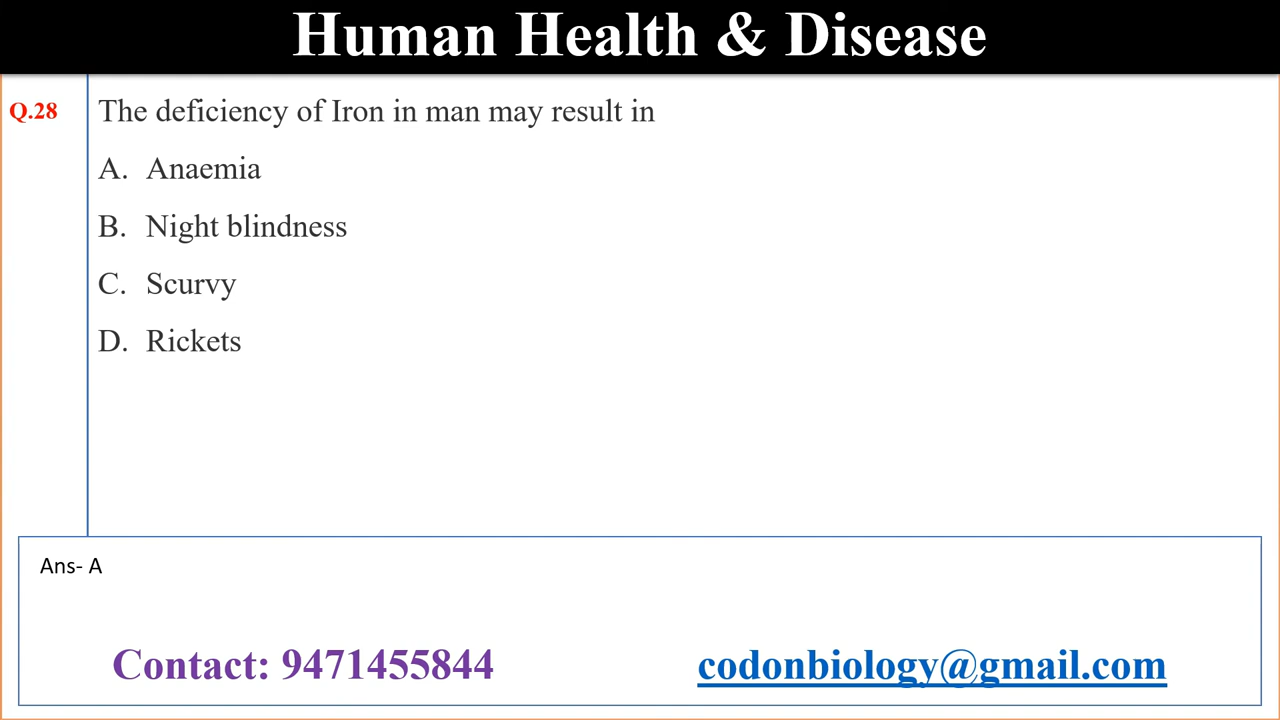 Human Health & Disease
Q.28 The deficiency of Iron in man may result in
A. Anaemia
B. Night blindness
C. Scurvy
D. Rickets
Ans- A
Contact: 9471455844 codonbiology@gmail.com